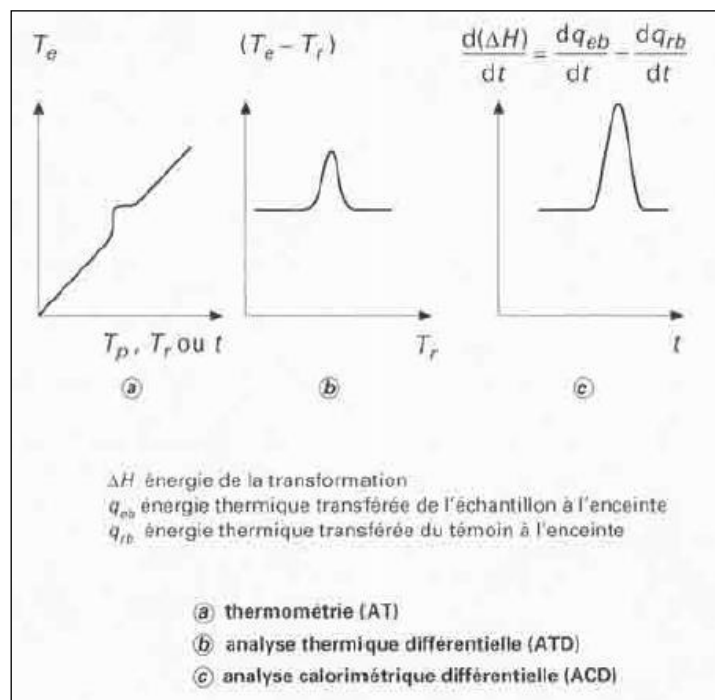 T_e
(T_e – T_r)
d(ΔH)/dt = dq_eb/dt – dq_rb/dt
T_p, T_r ou t
T_r
t
ⓐ
ⓑ
ⓒ
ΔH énergie de la transformation
q_eb énergie thermique transférée de l'échantillon à l'enceinte
q_rb énergie thermique transférée du témoin à l'enceinte
ⓐ thermométrie (AT)
ⓑ analyse thermique différentielle (ATD)
ⓒ analyse calorimétrique différentielle (ACD)